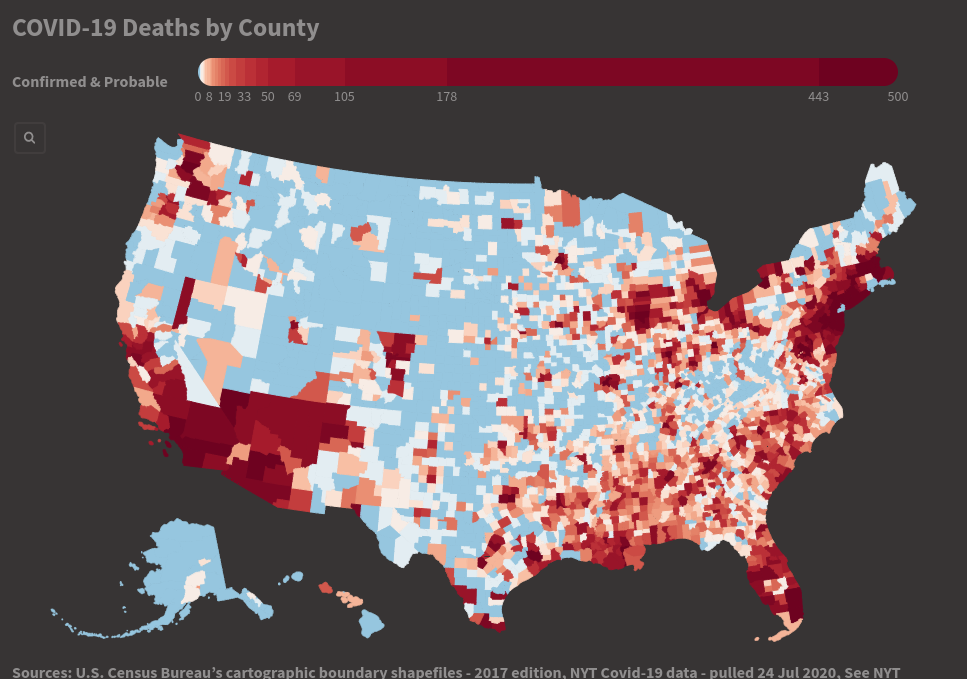 COVID-19 Deaths by County
Confirmed & Probable
0 8 19 33 50 69 105 178 443 500
Sources: U.S. Census Bureau’s cartographic boundary shapefiles - 2017 edition, NYT Covid-19 data - pulled 24 Jul 2020, See NYT